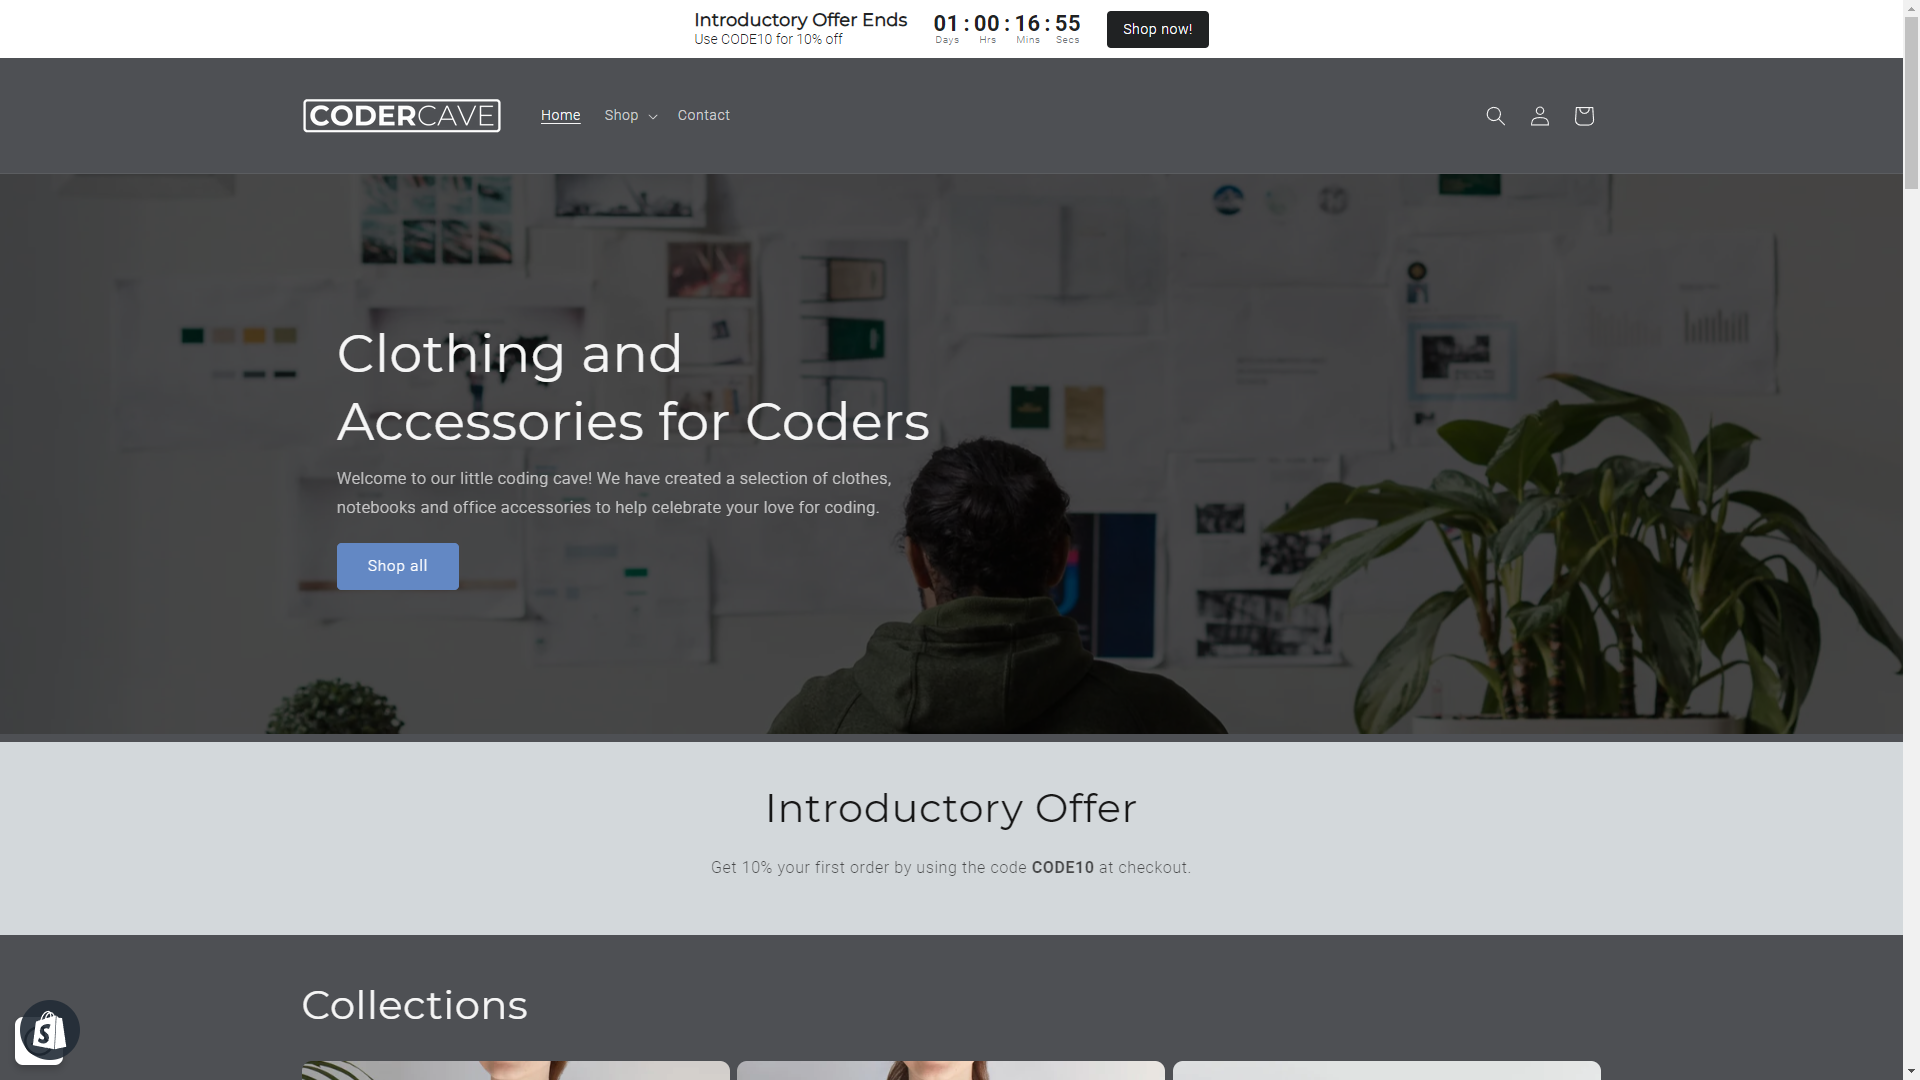 Introductory Offer Ends
Use CODE10 for 10% off
01 : 00 : 16 : 55
Days Hrs Mins Secs
Shop now!
CODERCAVE
Home
Shop
Contact
Clothing and
Accessories for Coders
Welcome to our little coding cave! We have created a selection of clothes,
notebooks and office accessories to help celebrate your love for coding.
Shop all
Introductory Offer
Get 10% your first order by using the code CODE10 at checkout.
Collections